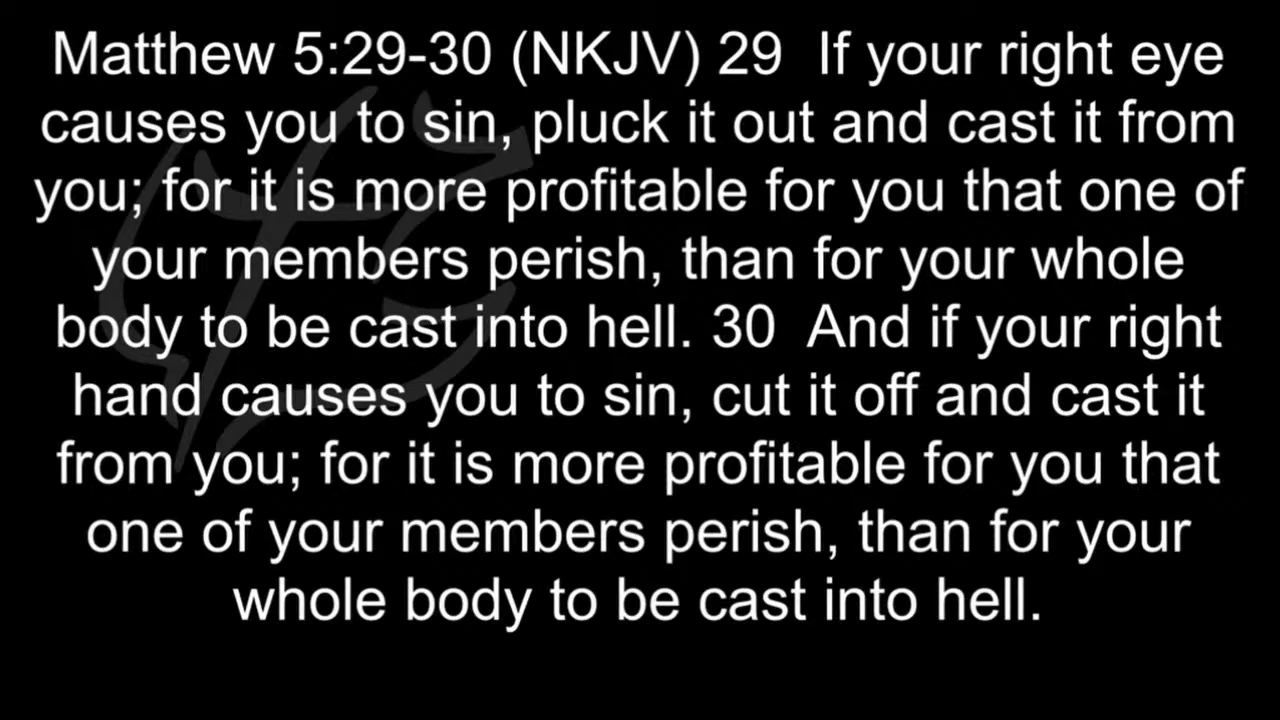 Matthew 5:29-30 (NKJV) 29  If your right eye
causes you to sin, pluck it out and cast it from
you; for it is more profitable for you that one of
your members perish, than for your whole
body to be cast into hell. 30  And if your right
hand causes you to sin, cut it off and cast it
from you; for it is more profitable for you that
one of your members perish, than for your
whole body to be cast into hell.